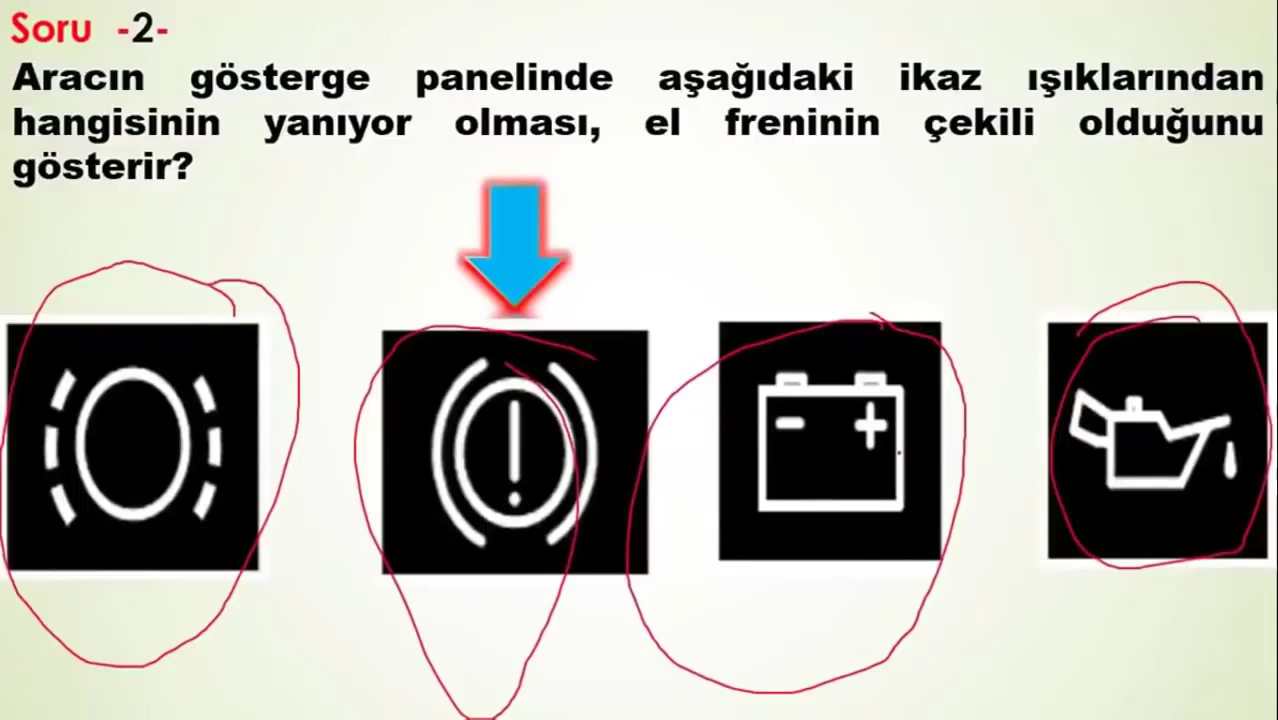 Soru -2-
Aracın gösterge panelinde aşağıdaki ikaz ışıklarından
hangisinin yanıyor olması, el freninin çekili olduğunu
gösterir?